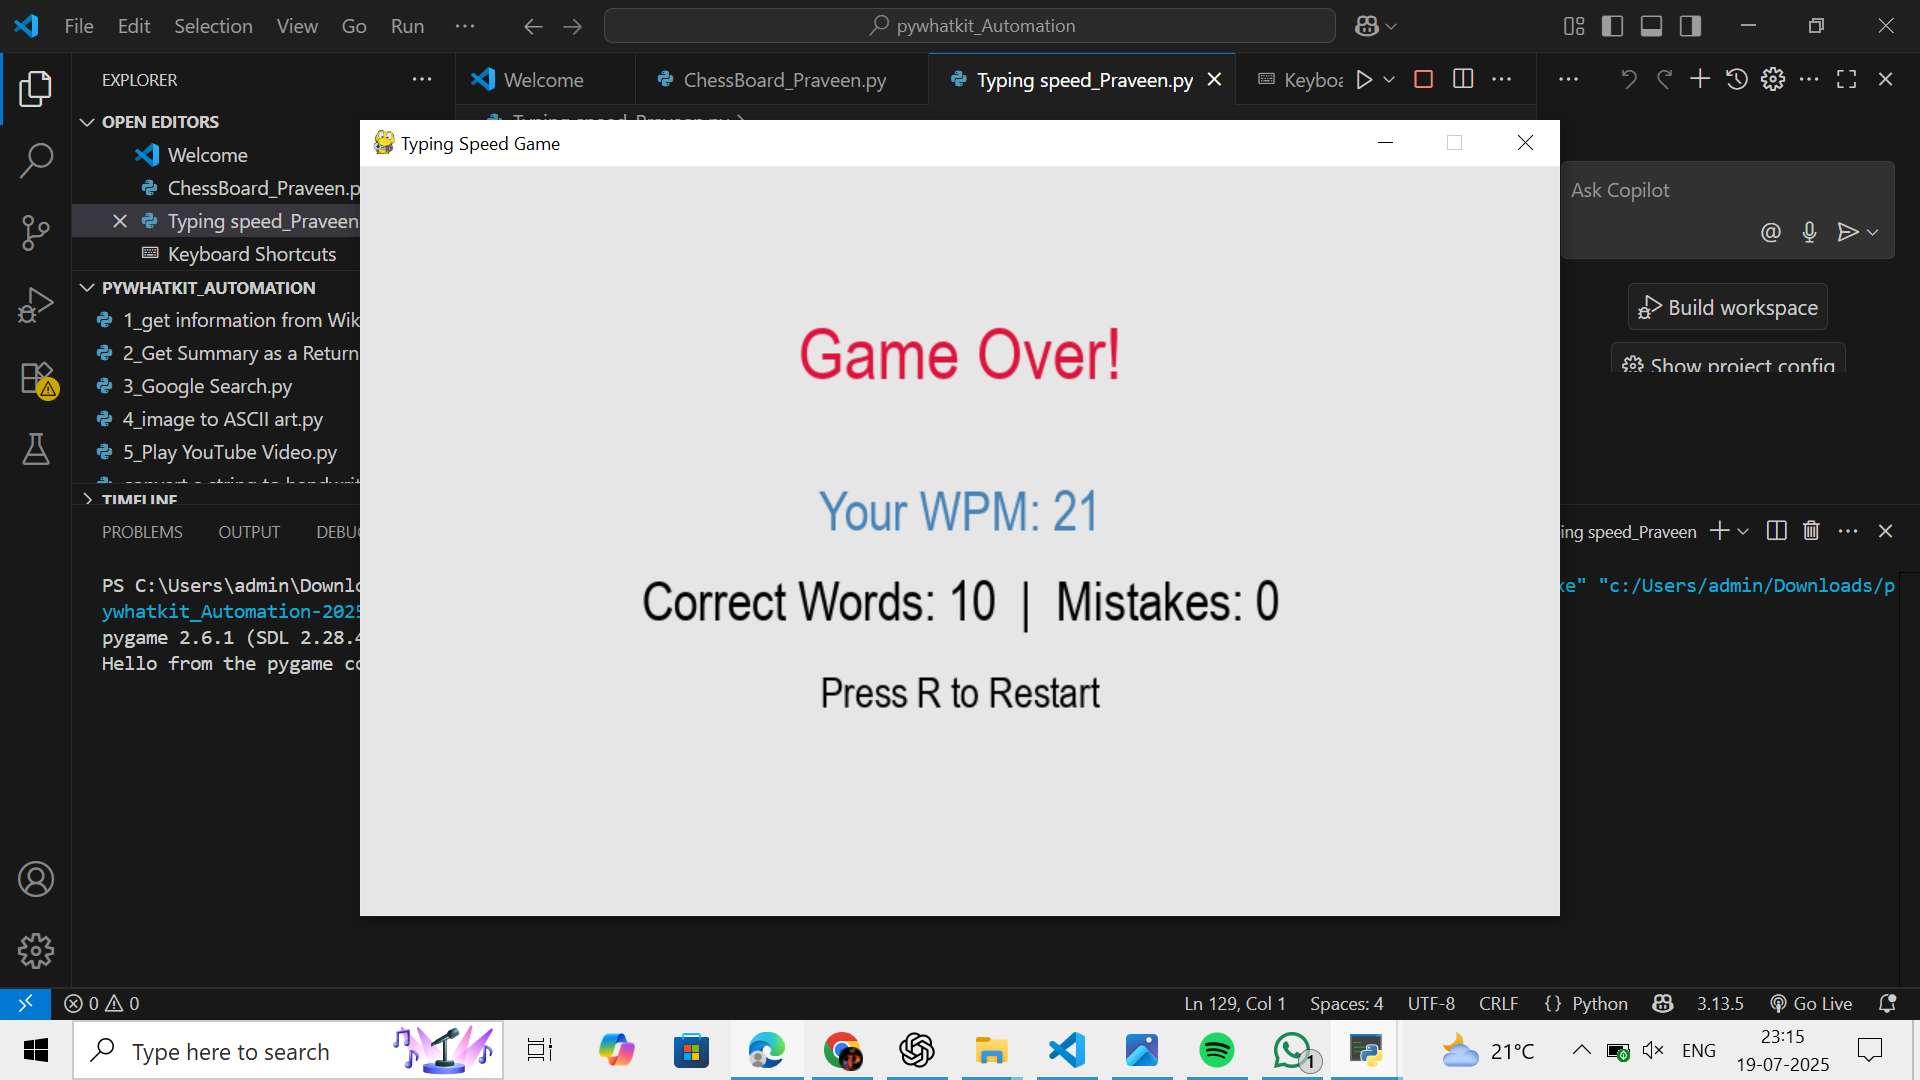 File Edit Selection View Go Run ···
pywhatkit_Automation
EXPLORER
Welcome
ChessBoard_Praveen.py
Typing speed_Praveen.py
OPEN EDITORS
Welcome
ChessBoard_Praveen.p
Typing speed_Praveen
Keyboard Shortcuts
PYWHATKIT_AUTOMATION
1_get information from Wik
2_Get Summary as a Return
3_Google Search.py
4_image to ASCII art.py
5_Play YouTube Video.py
TIMELINE
Typing Speed Game
Game Over!
Your WPM: 21
Correct Words: 10 | Mistakes: 0
Press R to Restart
Ask Copilot
Build workspace
Show project config
PROBLEMS OUTPUT
ing speed_Praveen
PS C:\Users\admin\Downlo
xe" "c:/Users/admin/Downloads/p
ywhatkit_Automation-2025
pygame 2.6.1 (SDL 2.28.4
Hello from the pygame co
0 0
Ln 129, Col 1 Spaces: 4 UTF-8 CRLF {} Python 3.13.5 Go Live
Type here to search
1
21°C
ENG
23:15
19-07-2025